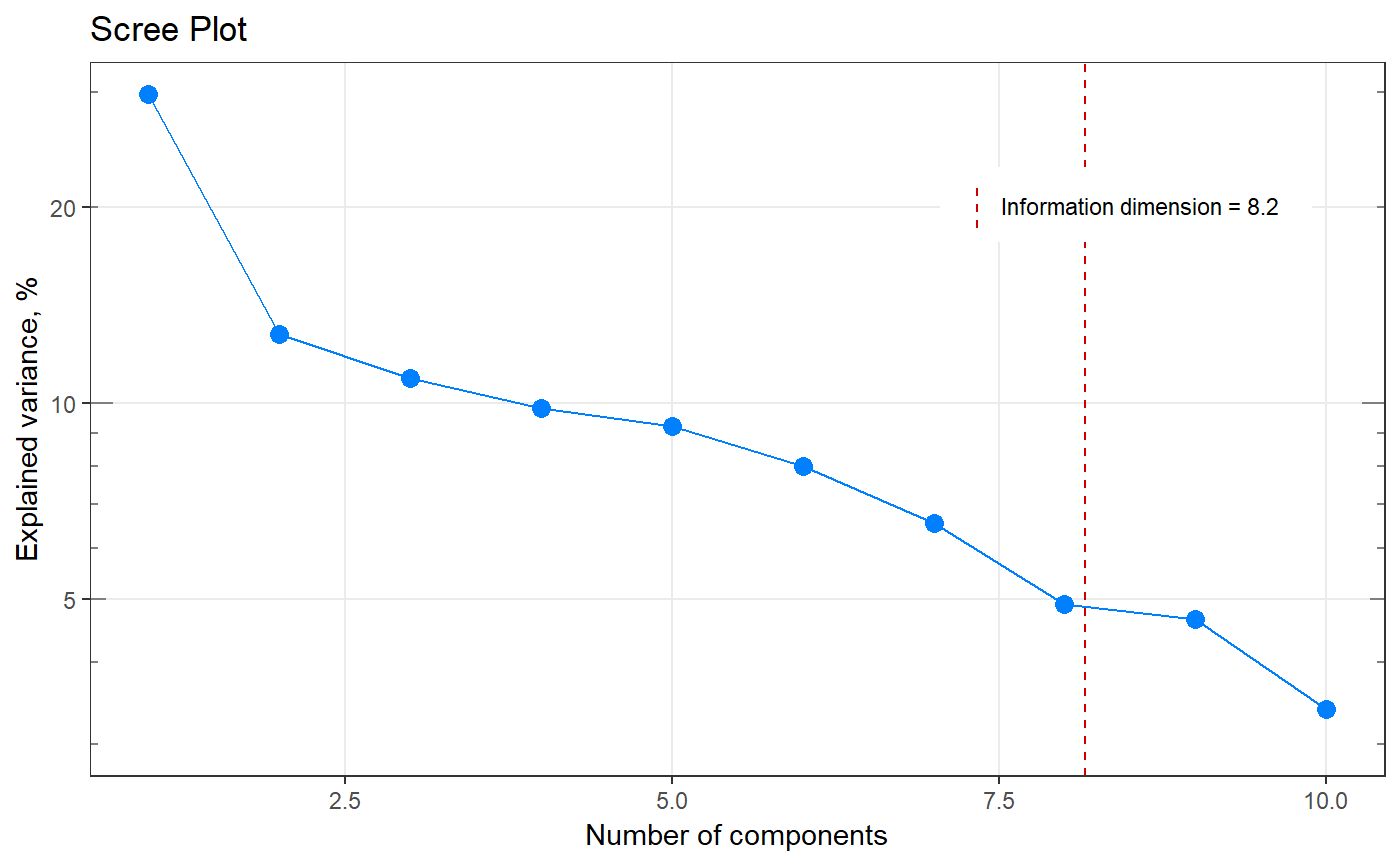 Scree Plot
Explained variance, %
20
10
5
Information dimension = 8.2
2.5
5.0
7.5
10.0
Number of components